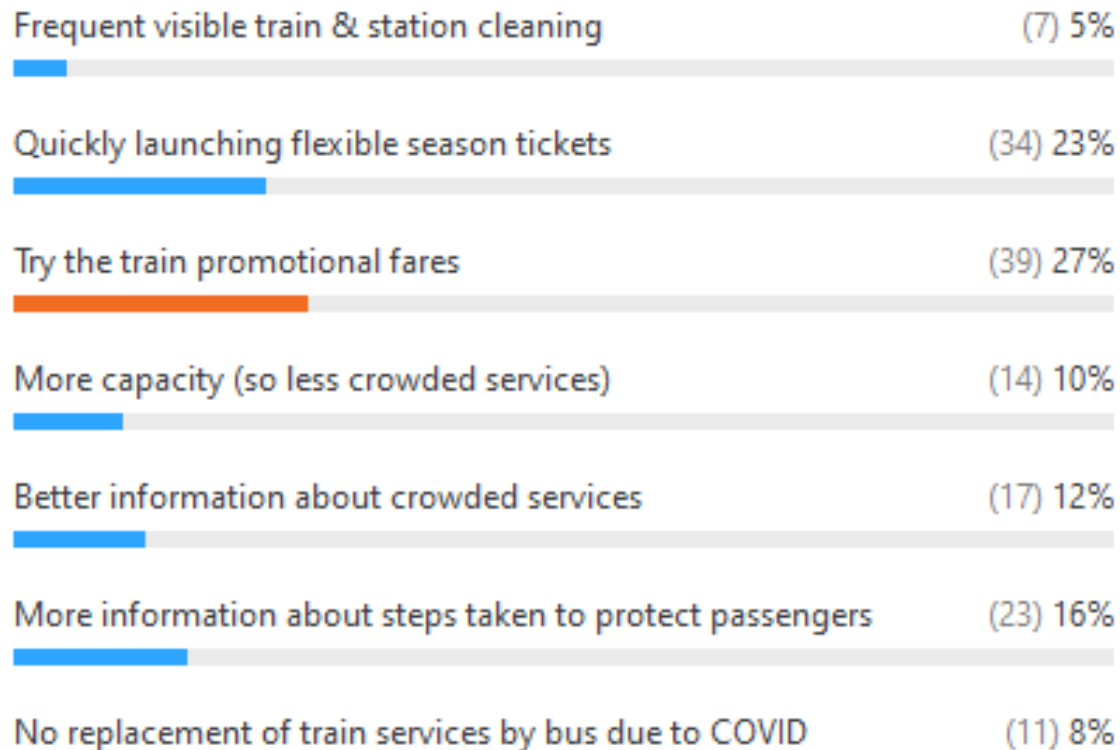 Frequent visible train & station cleaning (7) 5%
Quickly launching flexible season tickets (34) 23%
Try the train promotional fares (39) 27%
More capacity (so less crowded services) (14) 10%
Better information about crowded services (17) 12%
More information about steps taken to protect passengers (23) 16%
No replacement of train services by bus due to COVID (11) 8%